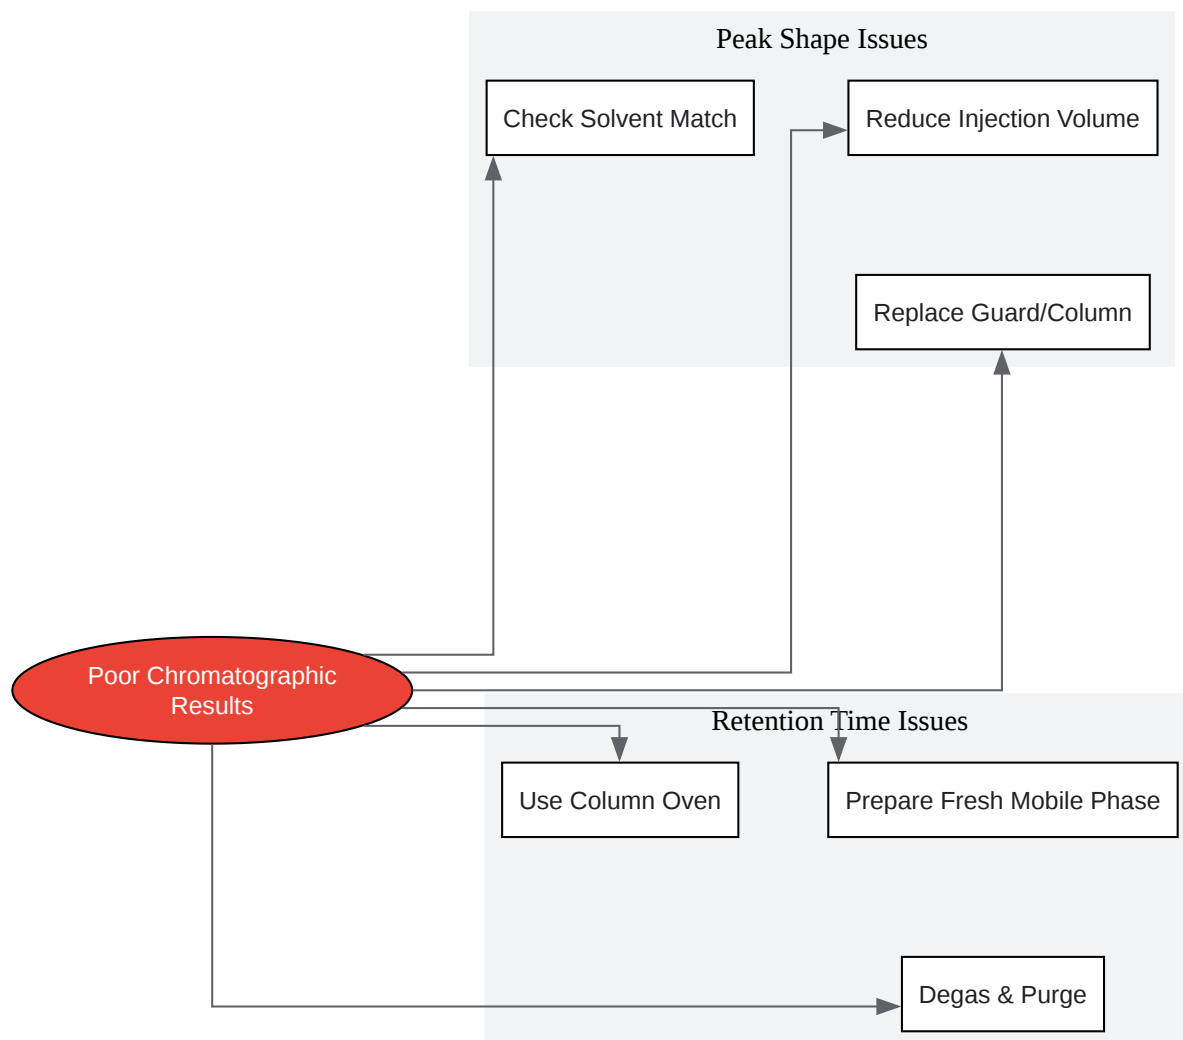 Peak Shape Issues
Check Solvent Match
Reduce Injection Volume
Replace Guard/Column
Poor Chromatographic
Results
Retention Time Issues
Use Column Oven
Prepare Fresh Mobile Phase
Degas & Purge